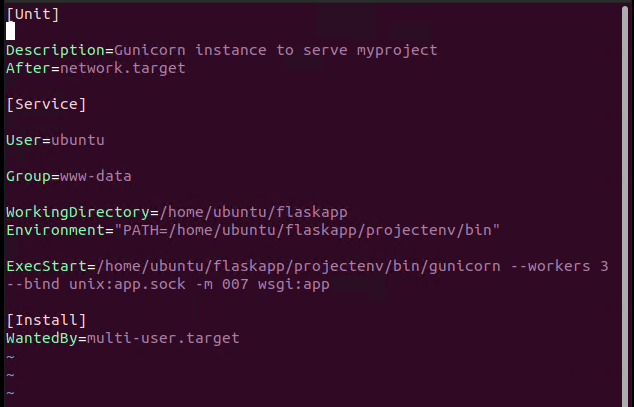 [Unit]
Description=Gunicorn instance to serve myproject
After=network.target
[Service]
User=ubuntu
Group=www-data
WorkingDirectory=/home/ubuntu/flaskapp
Environment="PATH=/home/ubuntu/flaskapp/projectenv/bin"
ExecStart=/home/ubuntu/flaskapp/projectenv/bin/gunicorn --workers 3
--bind unix:app.sock -m 007 wsgi:app
[Install]
WantedBy=multi-user.target
~
~
~